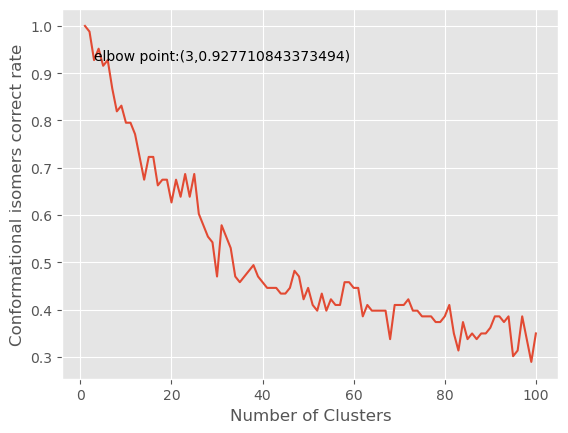 1.0
elbow point:(3,0.927710843373494)
0.9
0.8
0.7
0.6
0.5
0.4
0.3
Conformational isomers correct rate
0 20 40 60 80 100
Number of Clusters